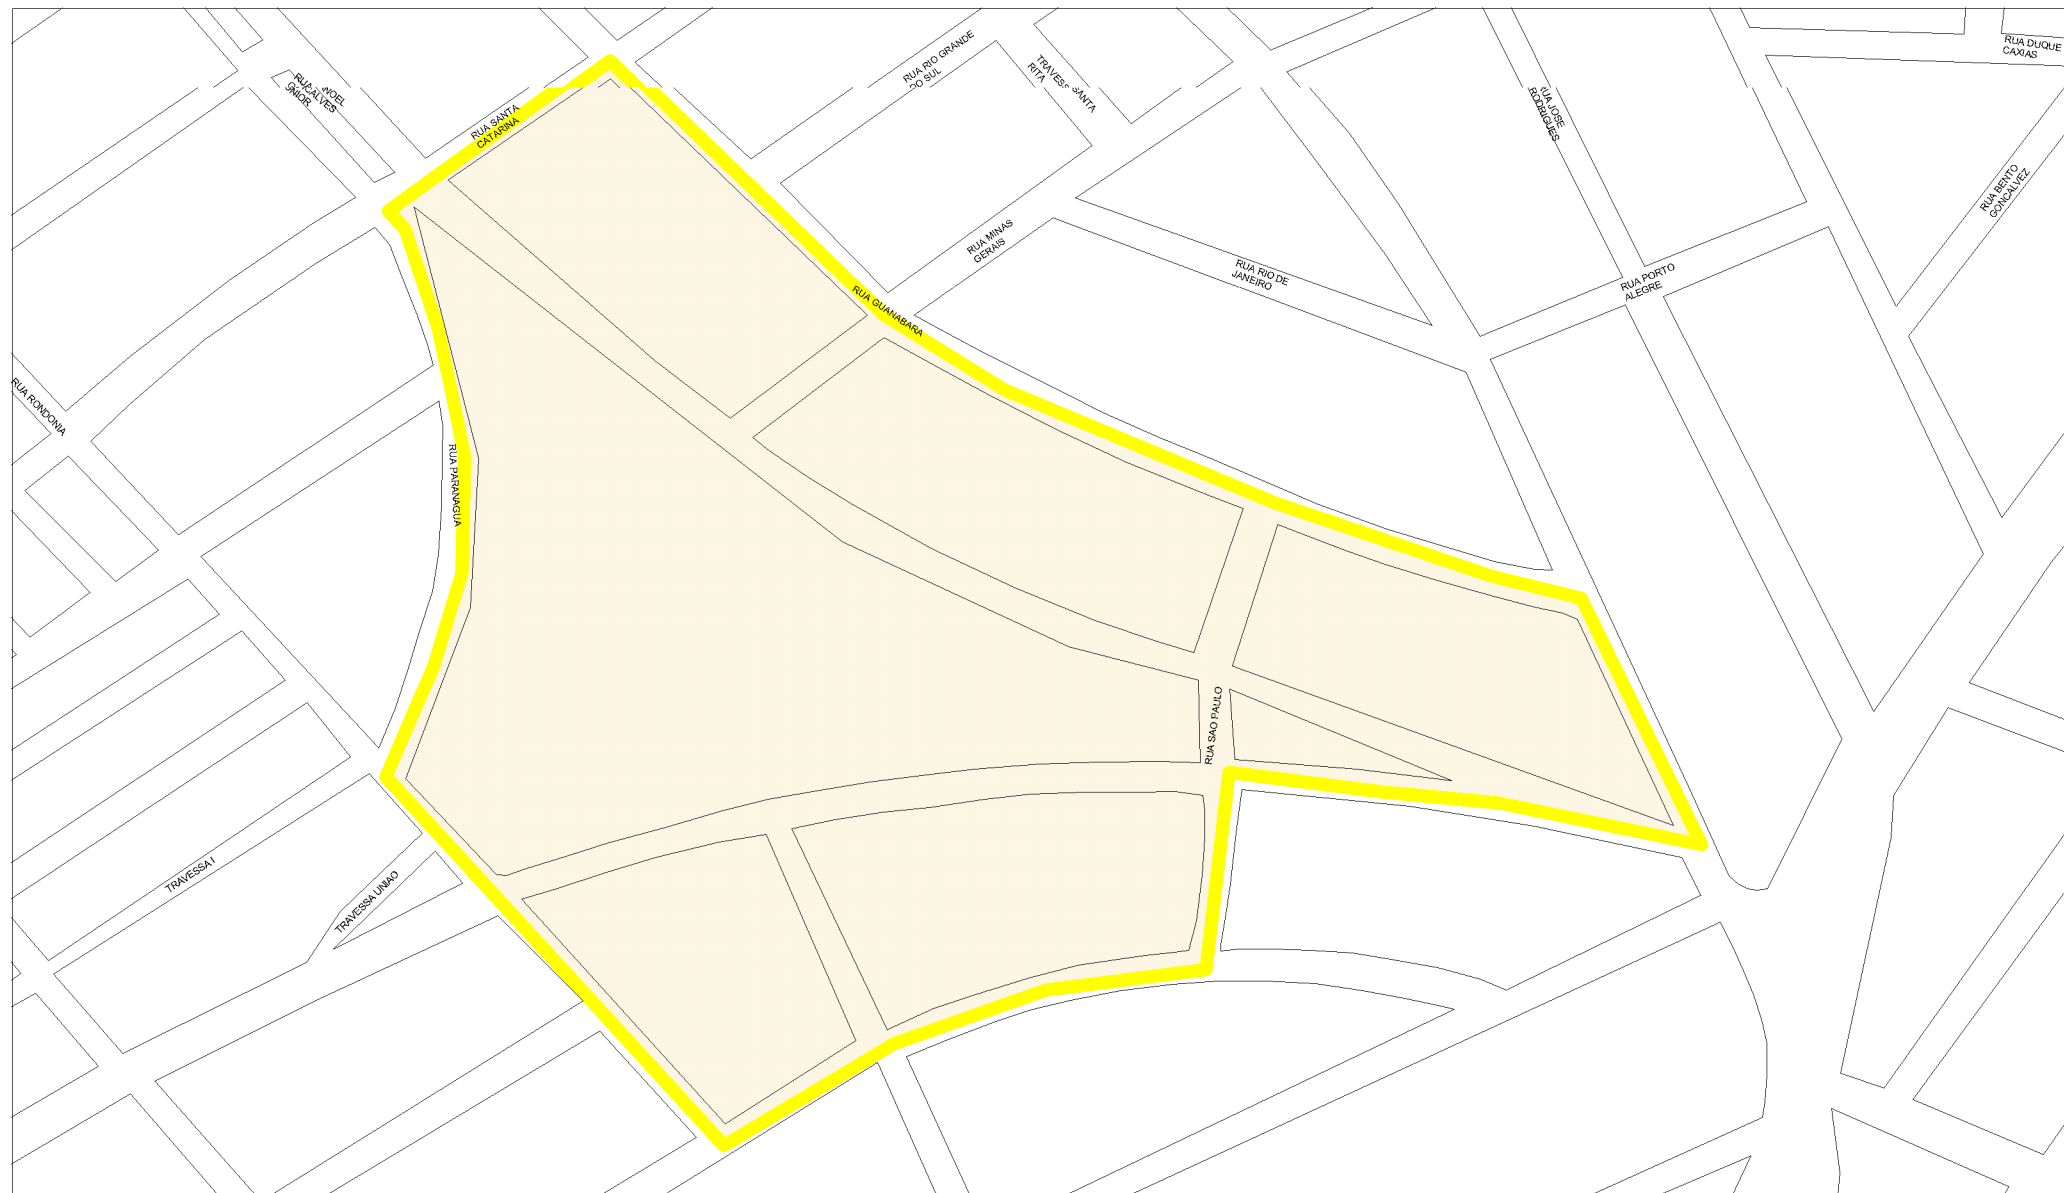 RUA DUQUE
CAXIAS
RUA RIO GRANDE
DO SUL
RITA
RUA SANTA
CATARINA
RUA JOSE
RODRIGUES
RUA BENTO
GONCALVEZ
RUA MINAS
GERAIS
RUA RIO DE
JANEIRO
RUA PORTO
ALEGRE
RUA GUANABARA
RUA RONDONIA
RUA PARANAGUA
RUA SAO PAULO
TRAVESSA I
TRAVESSA UNIAO